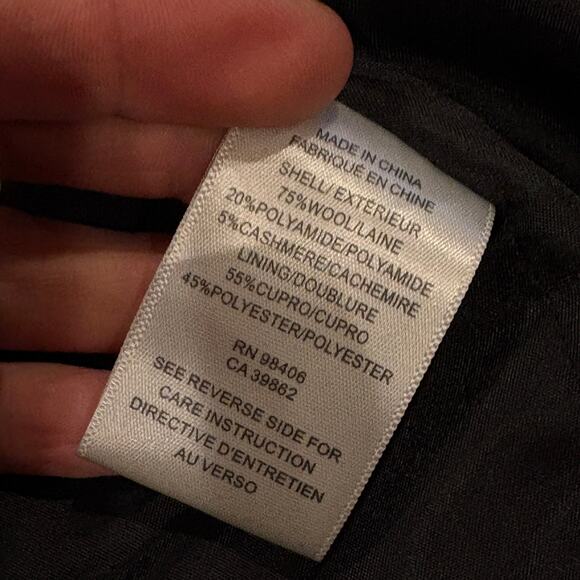 MADE IN CHINA
FABRIQUÉ EN CHINE
SHELL/ EXTÉRIEUR
75%WOOL/LAINE
20%POLYAMIDE/POLYAMIDE
5%CASHMERE/CACHEMIRE
LINING/DOUBLURE
55%CUPRO/CUPRO
45%POLYESTER/POLYESTER
RN 98406
CA 39862
SEE REVERSE SIDE FOR
CARE INSTRUCTION
DIRECTIVE D'ENTRETIEN
AU VERSO